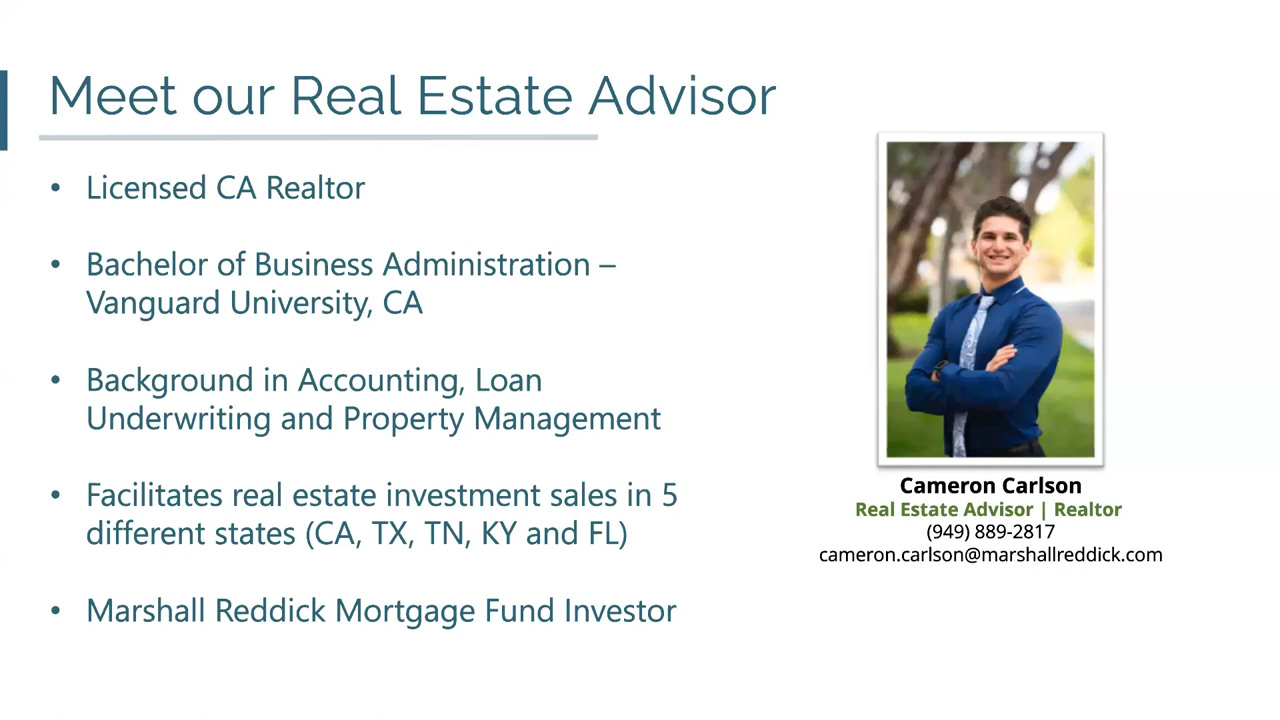 Meet our Real Estate Advisor
• Licensed CA Realtor
• Bachelor of Business Administration –
Vanguard University, CA
• Background in Accounting, Loan
Underwriting and Property Management
• Facilitates real estate investment sales in 5
different states (CA, TX, TN, KY and FL)
• Marshall Reddick Mortgage Fund Investor
Cameron Carlson
Real Estate Advisor | Realtor
(949) 889-2817
cameron.carlson@marshallreddick.com